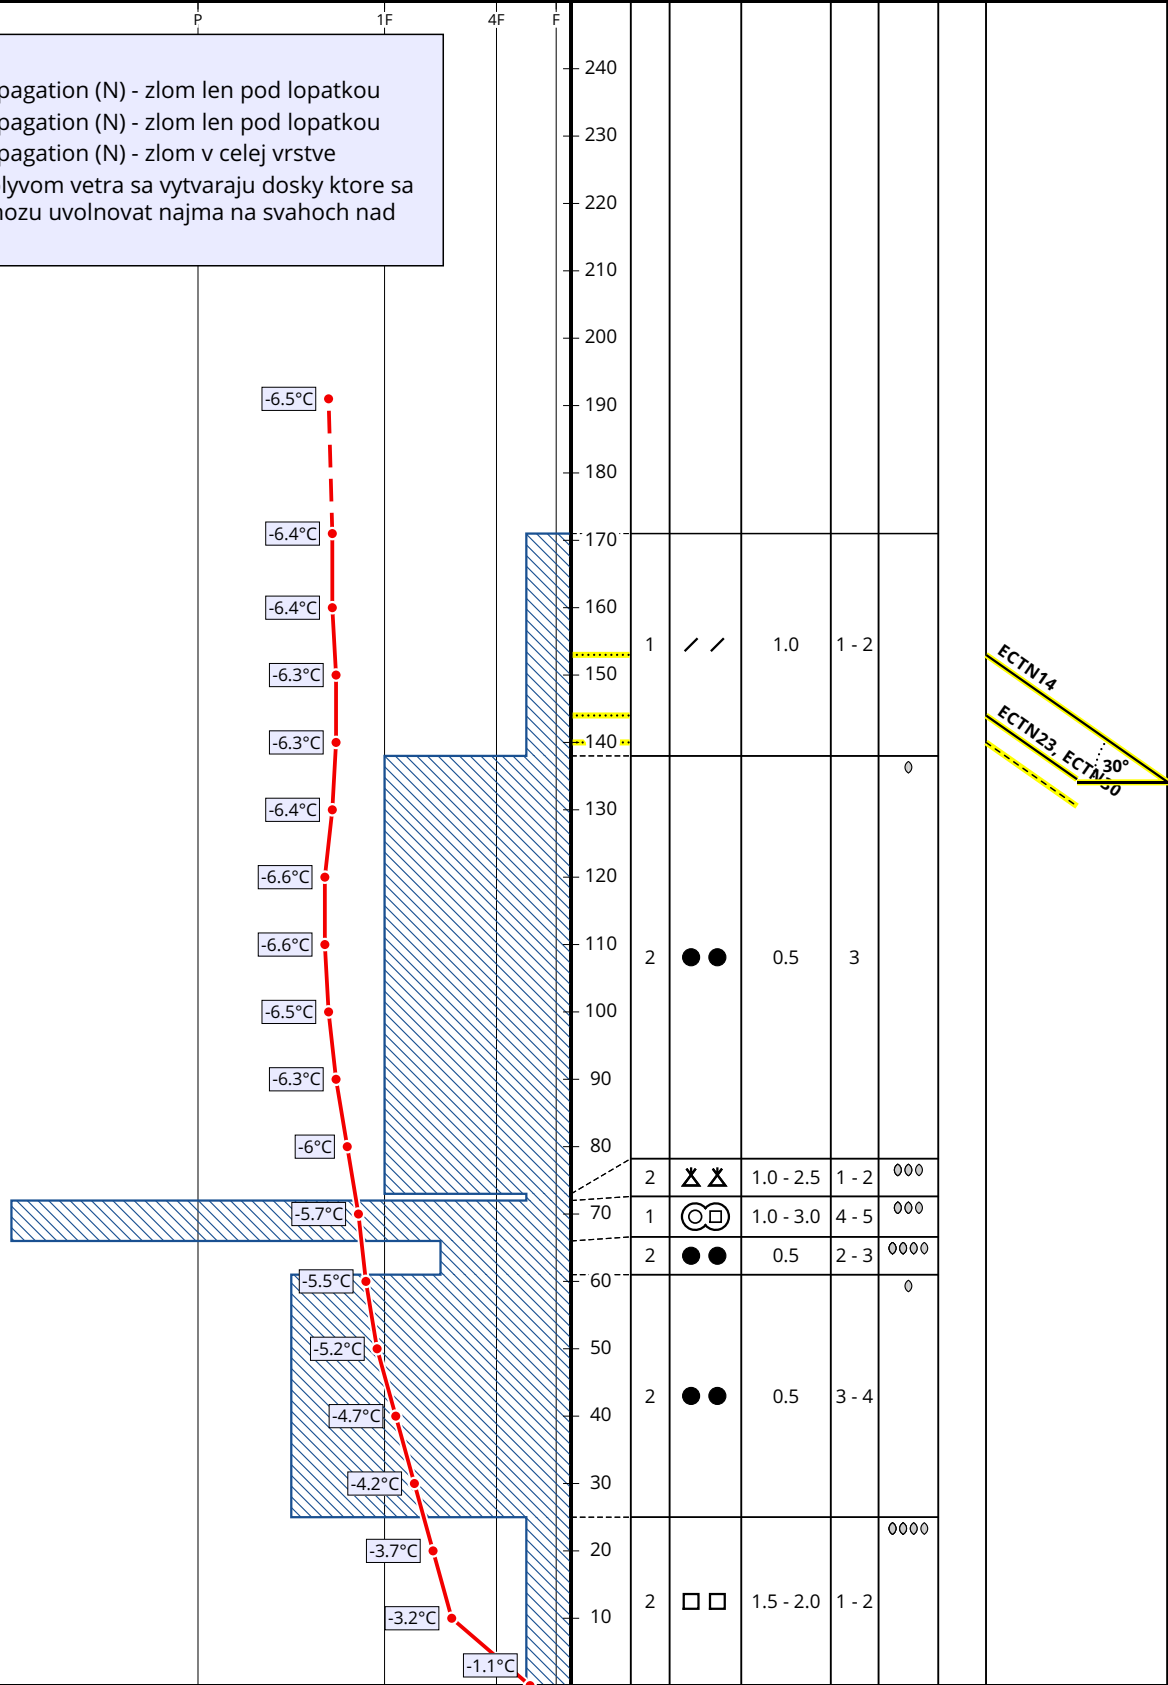 P 1F 4F F
pagation (N) - zlom len pod lopatkou
pagation (N) - zlom len pod lopatkou
pagation (N) - zlom v celej vrstve
lyvom vetra sa vytvaraju dosky ktore sa
ozu uvolnovat najma na svahoch nad
240
230
220
210
200
-6.5°C 190
180
-6.4°C 170
-6.4°C 160
1 1.0 1 - 2
ECTN14
-6.3°C 150
ECTN23, ECTN30
-6.3°C 140
30°
-6.4°C 130
-6.6°C 120
-6.6°C 110
2 0.5 3
-6.5°C 100
-6.3°C 90
-6°C 80
2 1.0 - 2.5 1 - 2
-5.7°C 70
1 1.0 - 3.0 4 - 5
2 0.5 2 - 3
-5.5°C 60
-5.2°C 50
2 0.5 3 - 4
-4.7°C 40
-4.2°C 30
-3.7°C 20
2 1.5 - 2.0 1 - 2
-3.2°C 10
-1.1°C